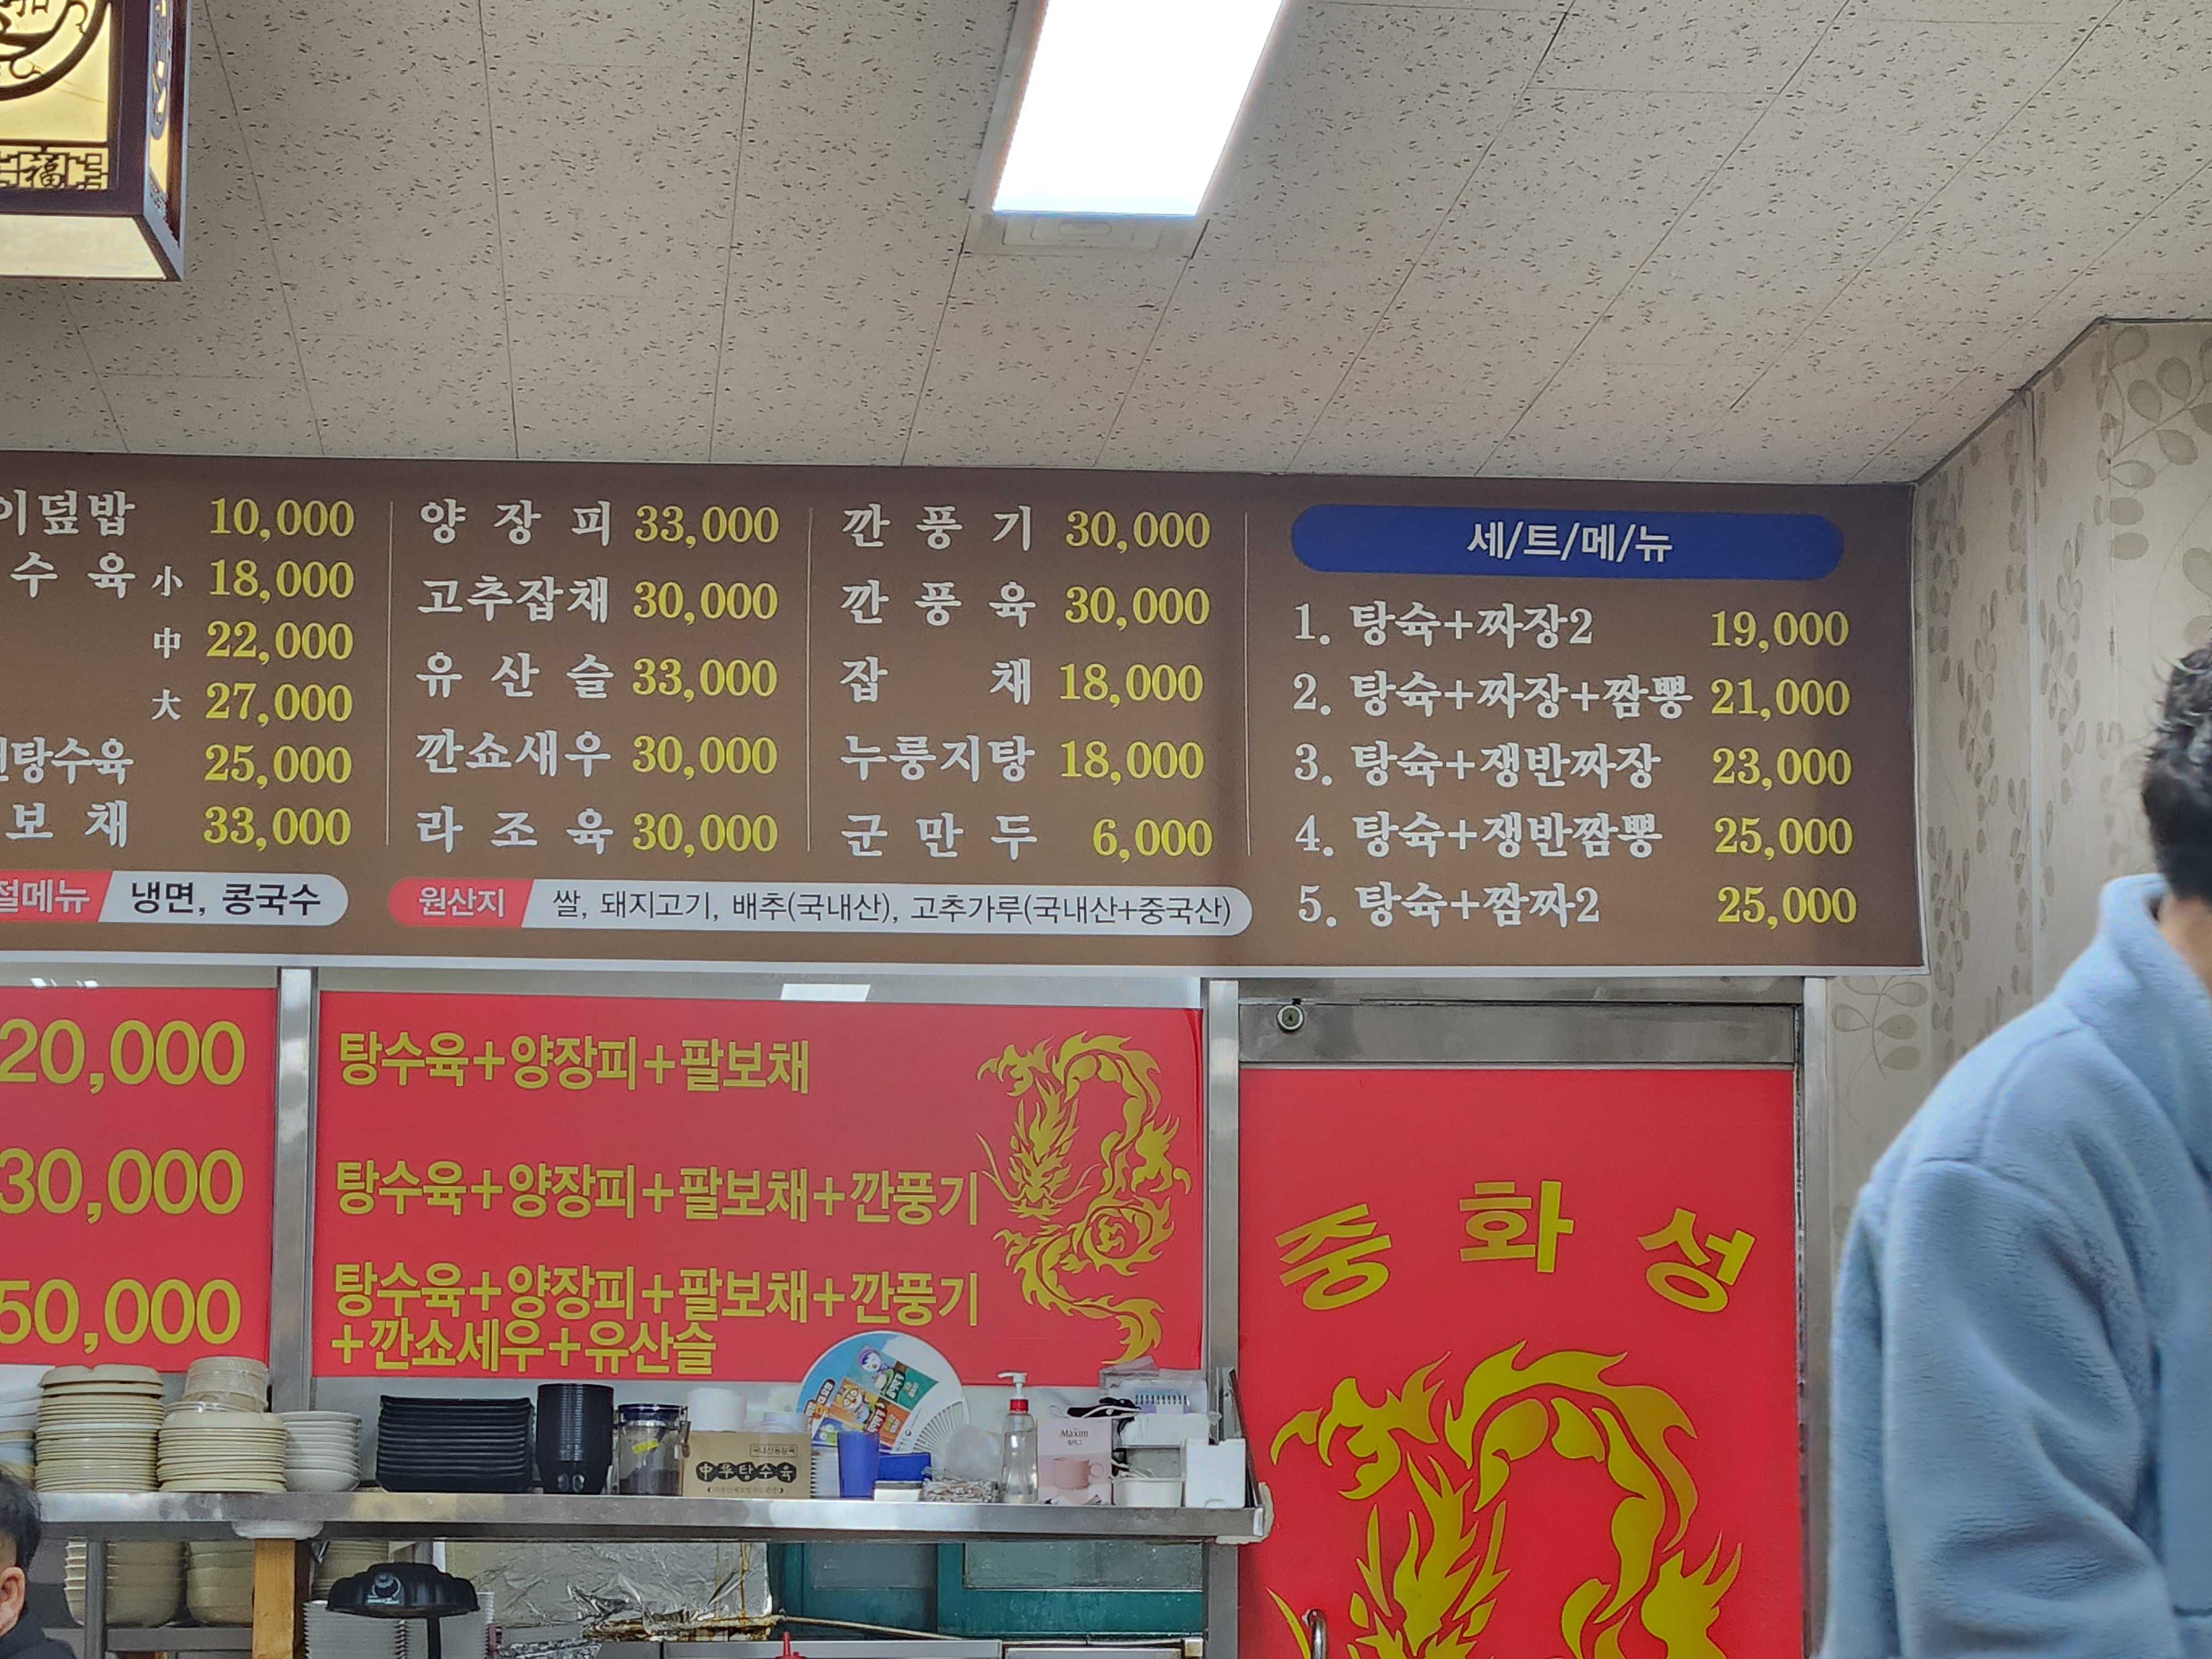 福
이덮밥 10,000
수 육 小 18,000
中 22,000
大 27,000
탕수육 25,000
보 채 33,000
절메뉴 냉면, 콩국수
양 장 피 33,000
고추잡채 30,000
유 산 슬 33,000
깐쇼새우 30,000
라 조 육 30,000
깐 풍 기 30,000
깐 풍 육 30,000
잡 채 18,000
누룽지탕 18,000
군 만 두 6,000
원산지 쌀, 돼지고기, 배추(국내산), 고추가루(국내산+중국산)
세/트/메/뉴
1. 탕슉+짜장2 19,000
2. 탕슉+짜장+짬뽕 21,000
3. 탕슉+쟁반짜장 23,000
4. 탕슉+쟁반짬뽕 25,000
5. 탕슉+짬짜2 25,000
20,000
30,000
50,000
탕수육+양장피+팔보채
탕수육+양장피+팔보채+깐풍기
탕수육+양장피+팔보채+깐풍기
+깐쇼세우+유산슬
중화성
中华탕수육
Maxim